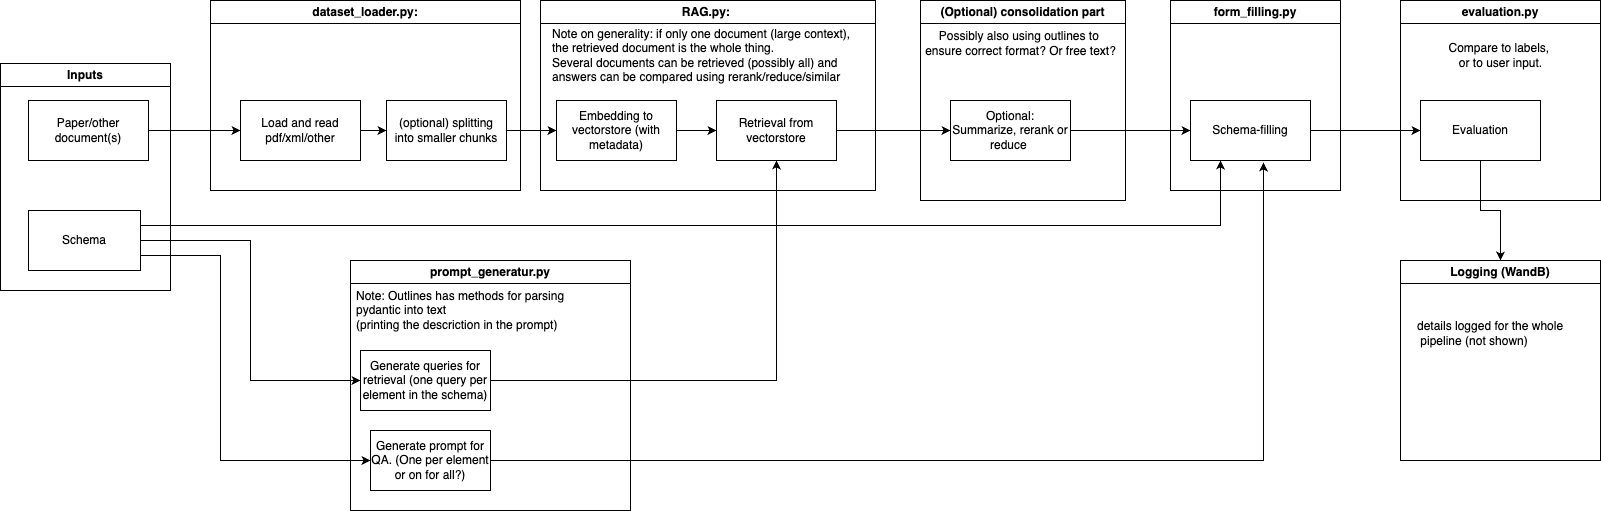 Inputs
Paper/other
document(s)
Schema
dataset_loader.py:
Load and read
pdf/xml/other
(optional) splitting
into smaller chunks
RAG.py:
Note on generality: if only one document (large context),
the retrieved document is the whole thing.
Several documents can be retrieved (possibly all) and
answers can be compared using rerank/reduce/similar
Embedding to
vectorstore (with
metadata)
Retrieval from
vectorstore
(Optional) consolidation part
Possibly also using outlines to
ensure correct format? Or free text?
Optional:
Summarize, rerank or
reduce
form_filling.py
Schema-filling
evaluation.py
Compare to labels,
or to user input.
Evaluation
prompt_generatur.py
Note: Outlines has methods for parsing
pydantic into text
(printing the descriction in the prompt)
Generate queries for
retrieval (one query per
element in the schema)
Generate prompt for
QA. (One per element
or on for all?)
Logging (WandB)
details logged for the whole
pipeline (not shown)